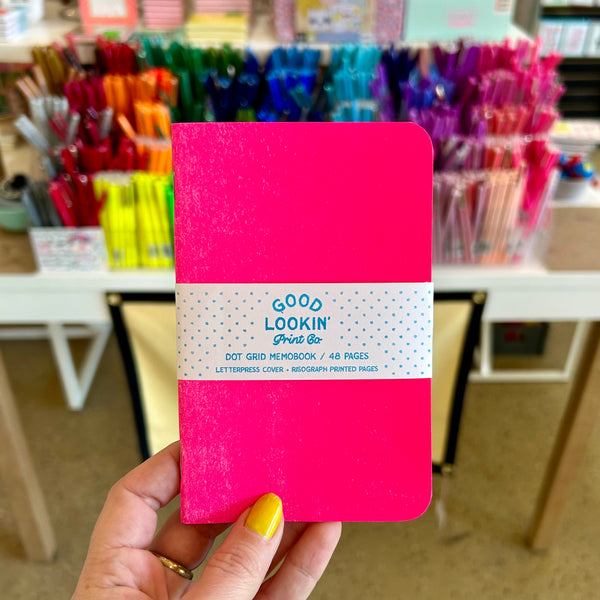 GOOD
LOOKIN'
Print Co
DOT GRID MEMOBOOK / 48 PAGES
LETTERPRESS COVER + RISOGRAPH PRINTED PAGES